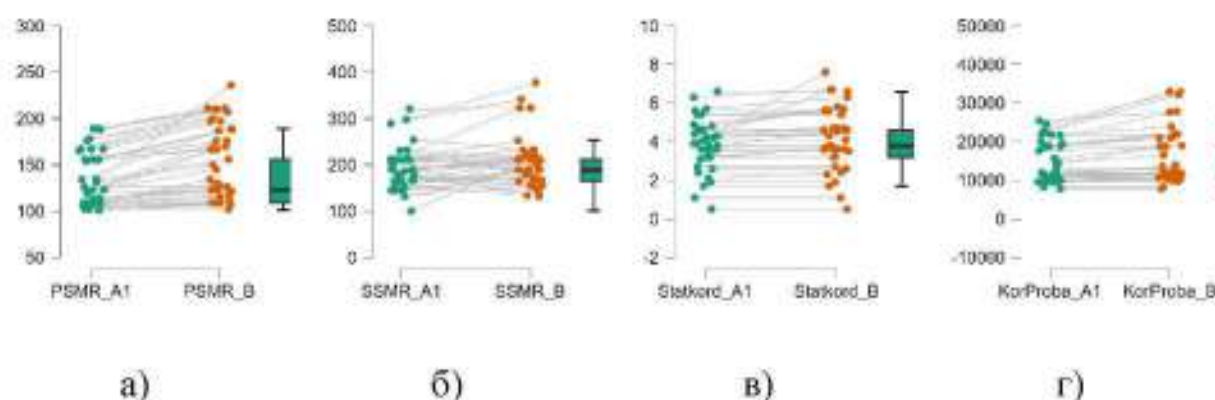 300 500 10 50000
250 400 8 40000
200 300 6 30000
150 200 4 20000
100 100 2 10000
50 0 0 0
-2 -10000
PSMR_A1 PSMR_B SSMR_A1 SSMR_B Statkord_A1 Statkord_B KorProba_A1 KorProba_B
а) б) в) г)